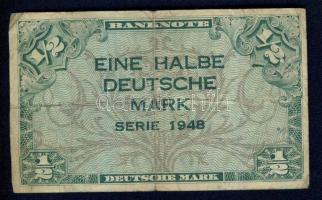 BANKNOTE
1/2
1/2
EINE HALBE
DEUTSCHE
MARK
SERIE 1948
1/2
1/2
DEUTSCHE MARK